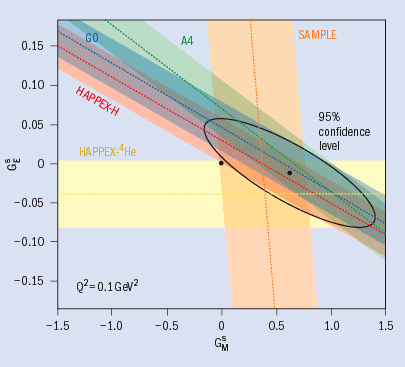 G0
A4
SAMPLE
HAPPEX-H
95%
confidence
level
HAPPEX-⁴He
Q² = 0.1 GeV²
0.15
0.10
0.05
0
−0.05
−0.10
−0.15
G_E^s
−1.5 −1.0 −0.5 0 0.5 1.0 1.5
G_M^s